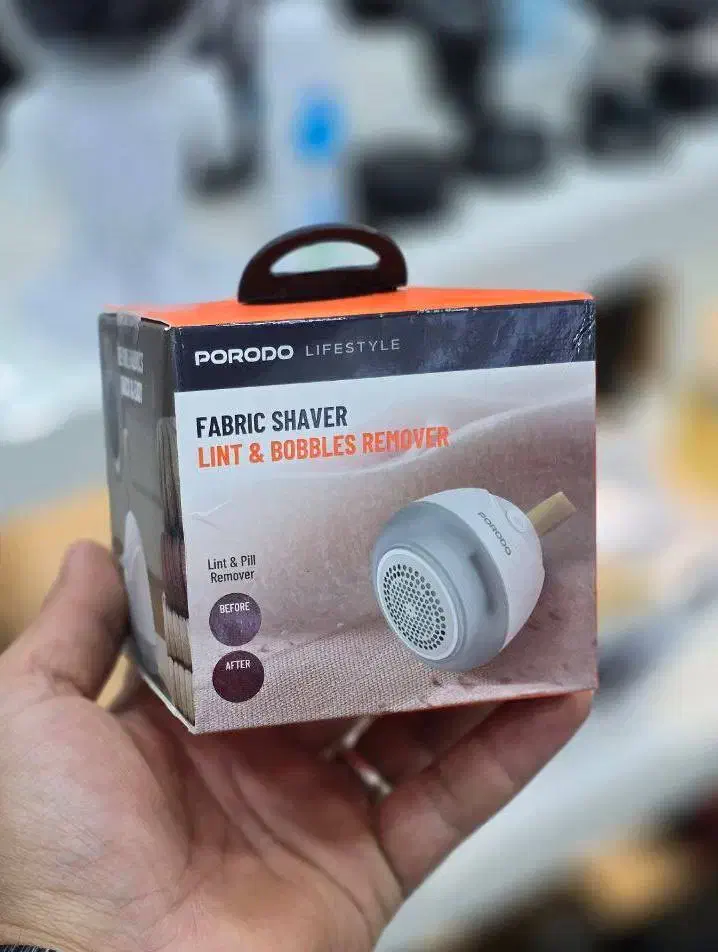 PORODO LIFESTYLE
FABRIC SHAVER
LINT & BOBBLES REMOVER
PORODO
Lint & Pill
Remover
BEFORE
AFTER